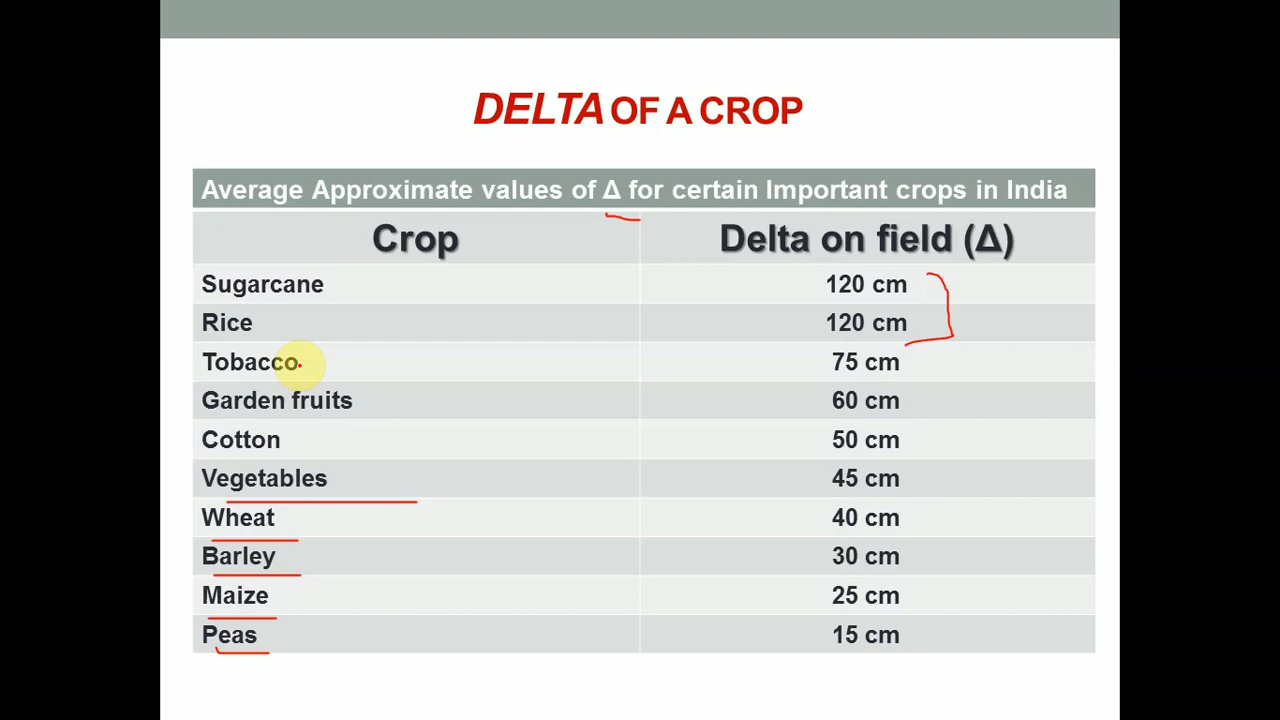 DELTA OF A CROP
Average Approximate values of Δ for certain Important crops in India
Crop Delta on field (Δ)
Sugarcane 120 cm
Rice 120 cm
Tobacco 75 cm
Garden fruits 60 cm
Cotton 50 cm
Vegetables 45 cm
Wheat 40 cm
Barley 30 cm
Maize 25 cm
Peas 15 cm